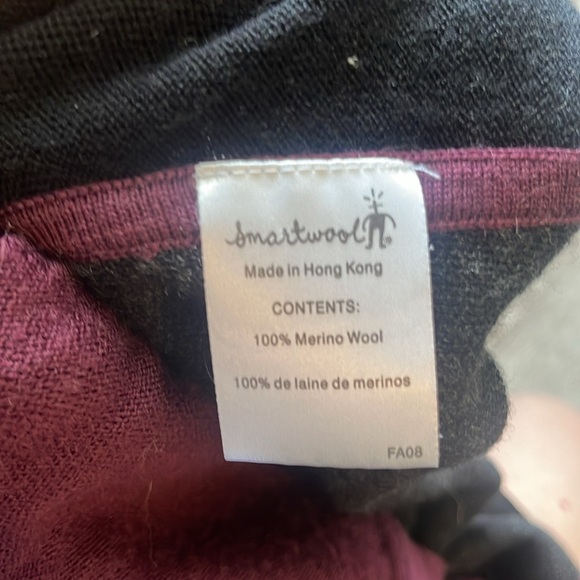 Smartwool®
Made in Hong Kong
CONTENTS:
100% Merino Wool
100% de laine de merinos
FA08